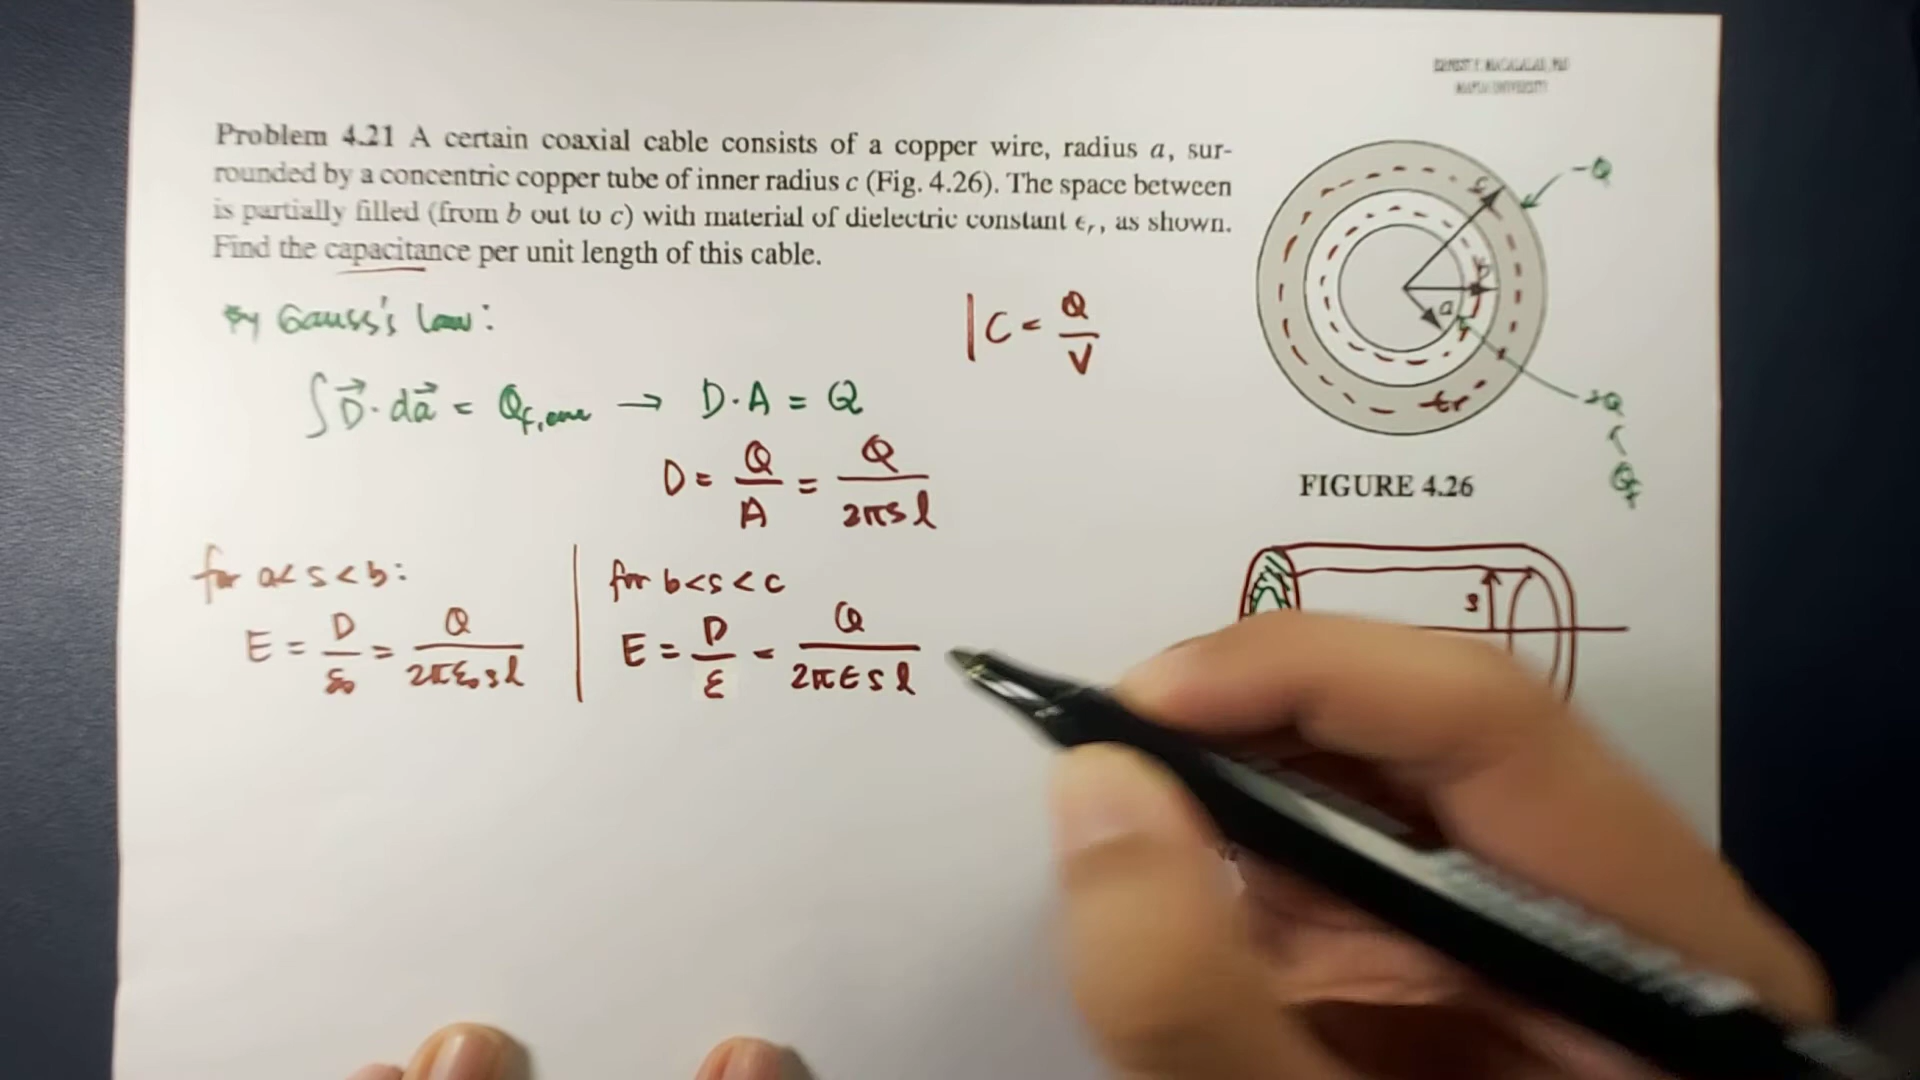 Problem 4.21 A certain coaxial cable consists of a copper wire, radius a, sur-
rounded by a concentric copper tube of inner radius c (Fig. 4.26). The space between
is partially filled (from b out to c) with material of dielectric constant ϵr, as shown.
Find the capacitance per unit length of this cable.
By Gauss's Law:
C = Q/V
∫D⃗·da⃗ = Qf,enc → D·A = Q
D = Q/A = Q/2πsl
for a<s<b:
E = D/ε₀ = Q/2πε₀sl
for b<s<c
E = D/ε = Q/2πεsl
-Q
c
b
a
εr
+Q
Qf
FIGURE 4.26
s